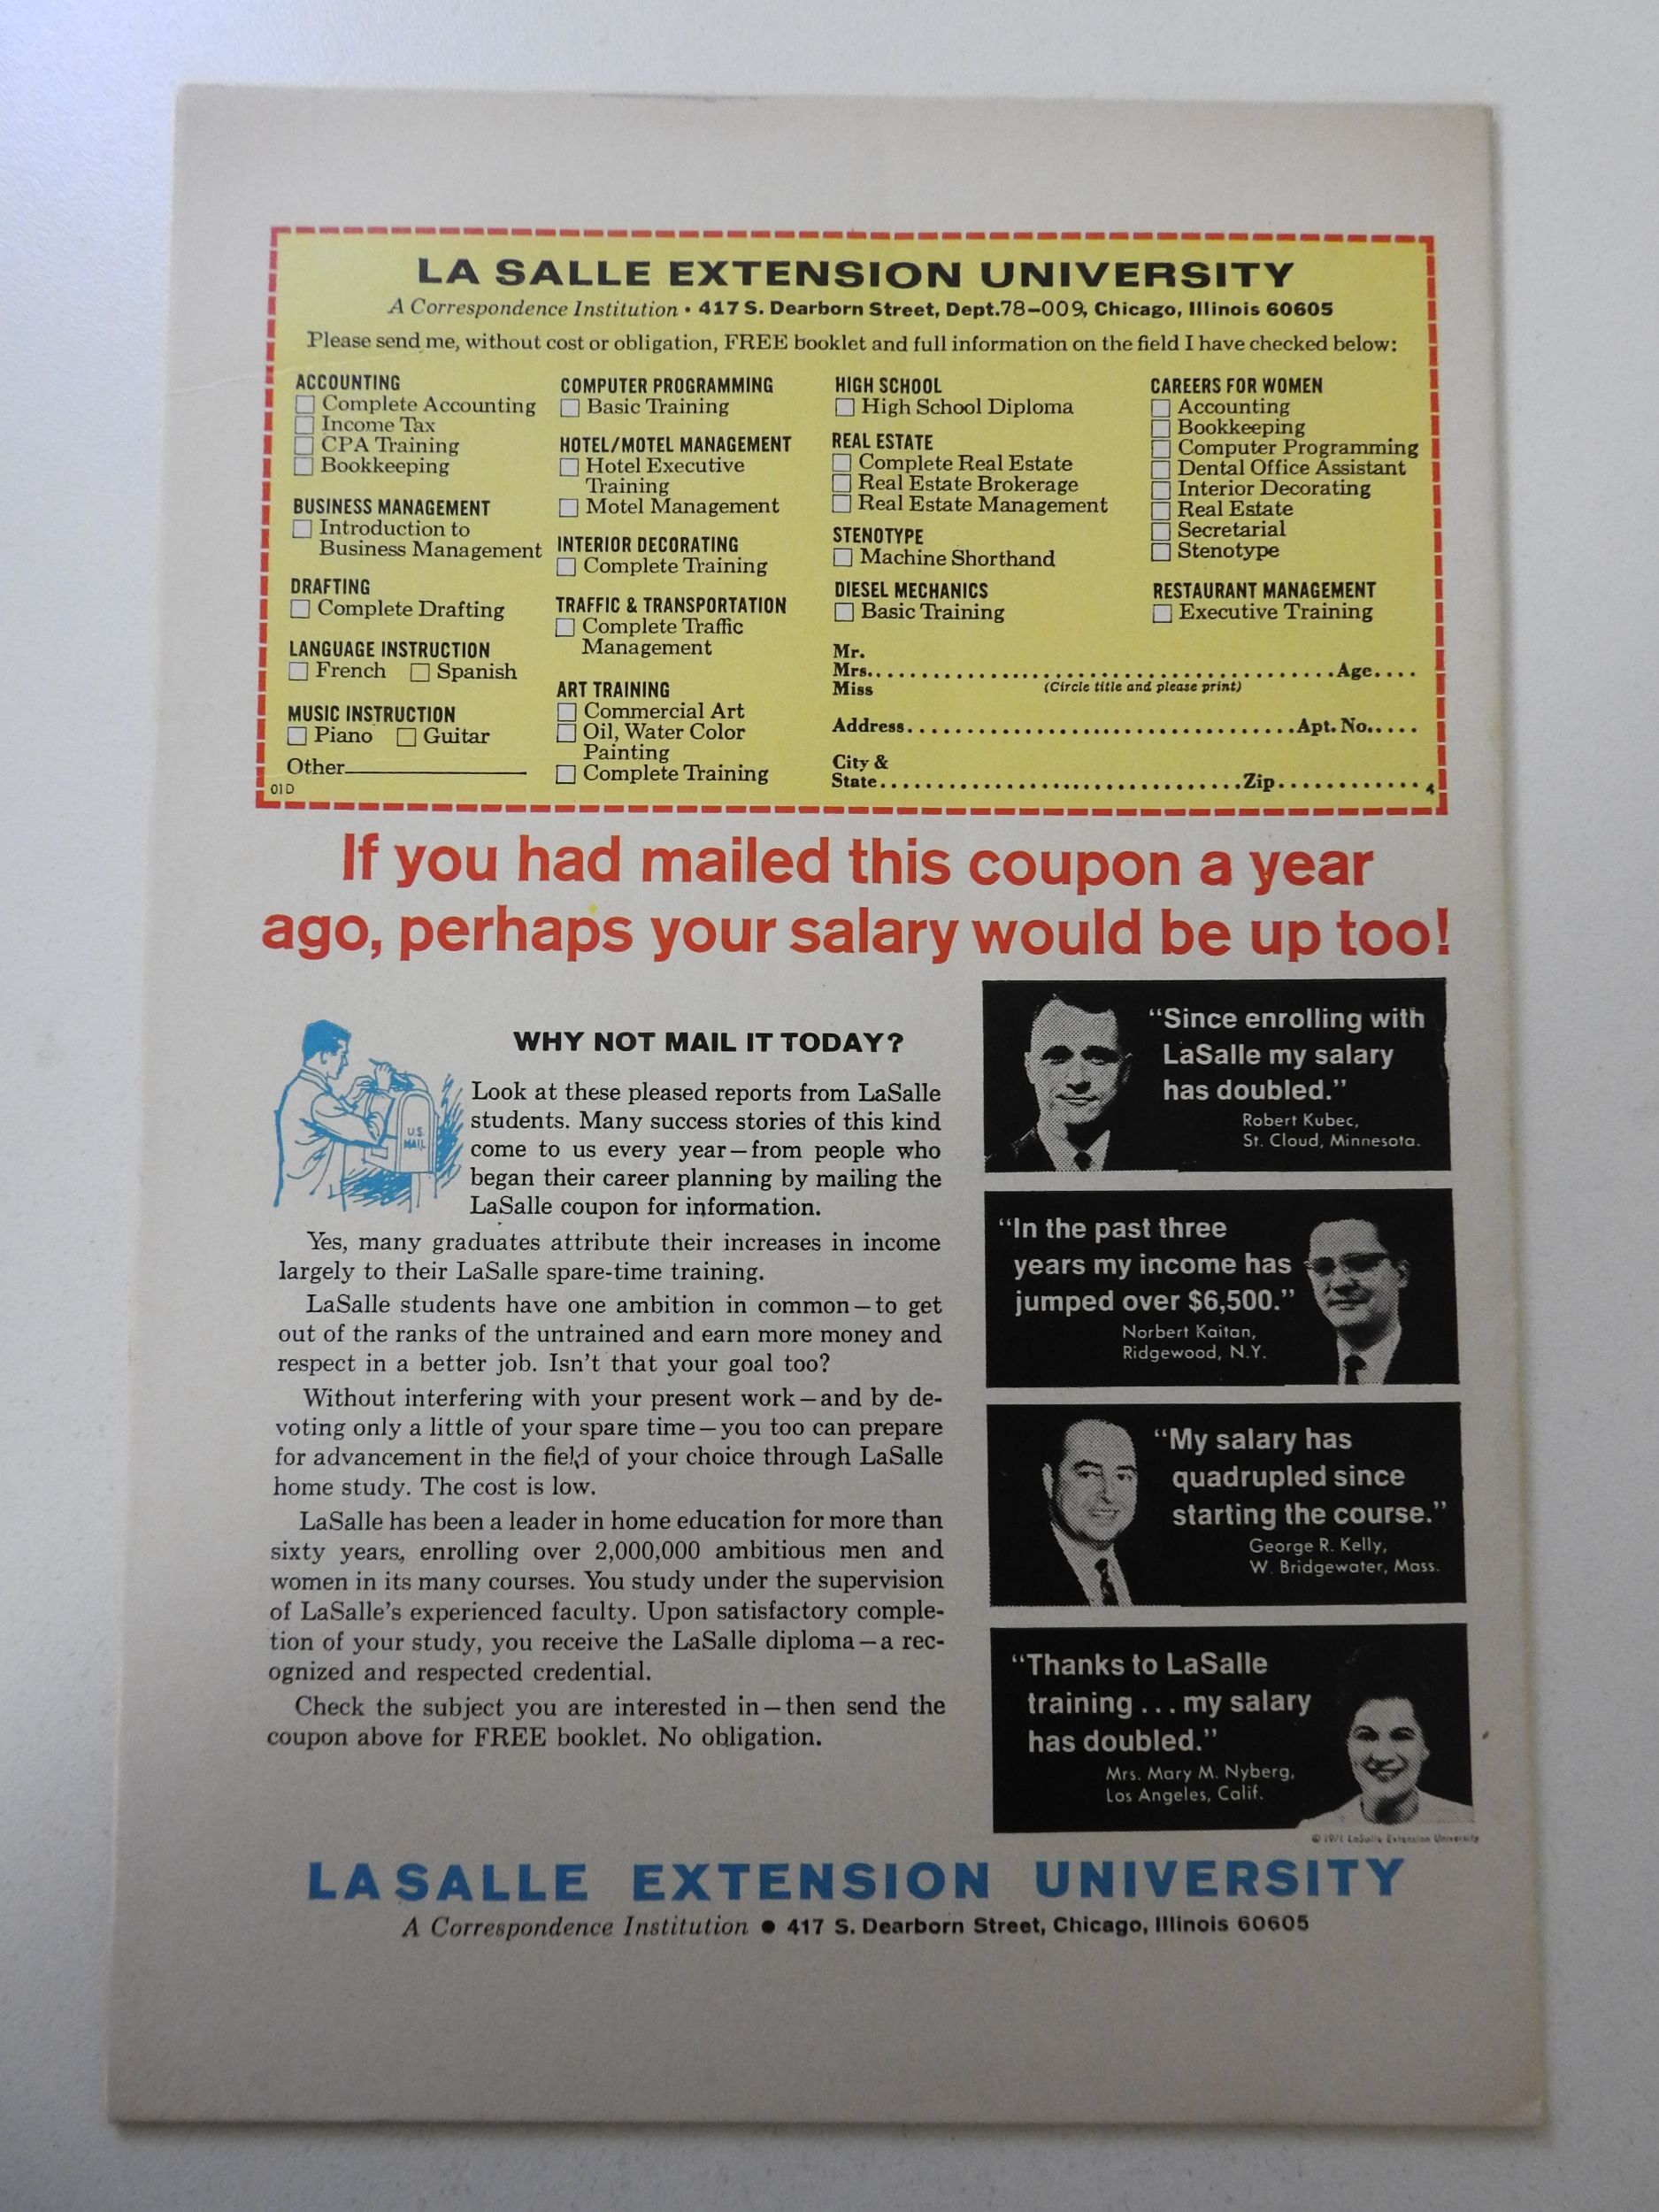 LA SALLE EXTENSION UNIVERSITY
A Correspondence Institution • 417 S. Dearborn Street, Dept. 78-009, Chicago, Illinois 60605
Please send me, without cost or obligation, FREE booklet and full information on the field I have checked below:
ACCOUNTING
Complete Accounting
Income Tax
CPA Training
Bookkeeping
BUSINESS MANAGEMENT
Introduction to
Business Management
DRAFTING
Complete Drafting
LANGUAGE INSTRUCTION
French Spanish
MUSIC INSTRUCTION
Piano Guitar
Other
01D
COMPUTER PROGRAMMING
Basic Training
HOTEL/MOTEL MANAGEMENT
Hotel Executive
Training
Motel Management
INTERIOR DECORATING
Complete Training
TRAFFIC & TRANSPORTATION
Complete Traffic
Management
ART TRAINING
Commercial Art
Oil, Water Color
Painting
Complete Training
HIGH SCHOOL
High School Diploma
REAL ESTATE
Complete Real Estate
Real Estate Brokerage
Real Estate Management
STENOTYPE
Machine Shorthand
DIESEL MECHANICS
Basic Training
CAREERS FOR WOMEN
Accounting
Bookkeeping
Computer Programming
Dental Office Assistant
Interior Decorating
Real Estate
Secretarial
Stenotype
RESTAURANT MANAGEMENT
Executive Training
Mr.
Mrs. Age
Miss (Circle title and please print)
Address Apt. No.
City &
State Zip 4
If you had mailed this coupon a year
ago, perhaps your salary would be up too!
WHY NOT MAIL IT TODAY?
U.S.
MAIL
Look at these pleased reports from LaSalle
students. Many success stories of this kind
come to us every year—from people who
began their career planning by mailing the
LaSalle coupon for information.
Yes, many graduates attribute their increases in income
largely to their LaSalle spare-time training.
LaSalle students have one ambition in common—to get
out of the ranks of the untrained and earn more money and
respect in a better job. Isn't that your goal too?
Without interfering with your present work—and by de-
voting only a little of your spare time—you too can prepare
for advancement in the field of your choice through LaSalle
home study. The cost is low.
LaSalle has been a leader in home education for more than
sixty years, enrolling over 2,000,000 ambitious men and
women in its many courses. You study under the supervision
of LaSalle's experienced faculty. Upon satisfactory comple-
tion of your study, you receive the LaSalle diploma—a rec-
ognized and respected credential.
Check the subject you are interested in—then send the
coupon above for FREE booklet. No obligation.
"Since enrolling with
LaSalle my salary
has doubled."
Robert Kubec,
St. Cloud, Minnesota.
"In the past three
years my income has
jumped over $6,500."
Norbert Kaitan,
Ridgewood, N.Y.
"My salary has
quadrupled since
starting the course."
George R. Kelly,
W. Bridgewater, Mass.
"Thanks to LaSalle
training... my salary
has doubled."
Mrs. Mary M. Nyberg,
Los Angeles, Calif.
© 1971 LaSalle Extension University
LA SALLE EXTENSION UNIVERSITY
A Correspondence Institution • 417 S. Dearborn Street, Chicago, Illinois 60605